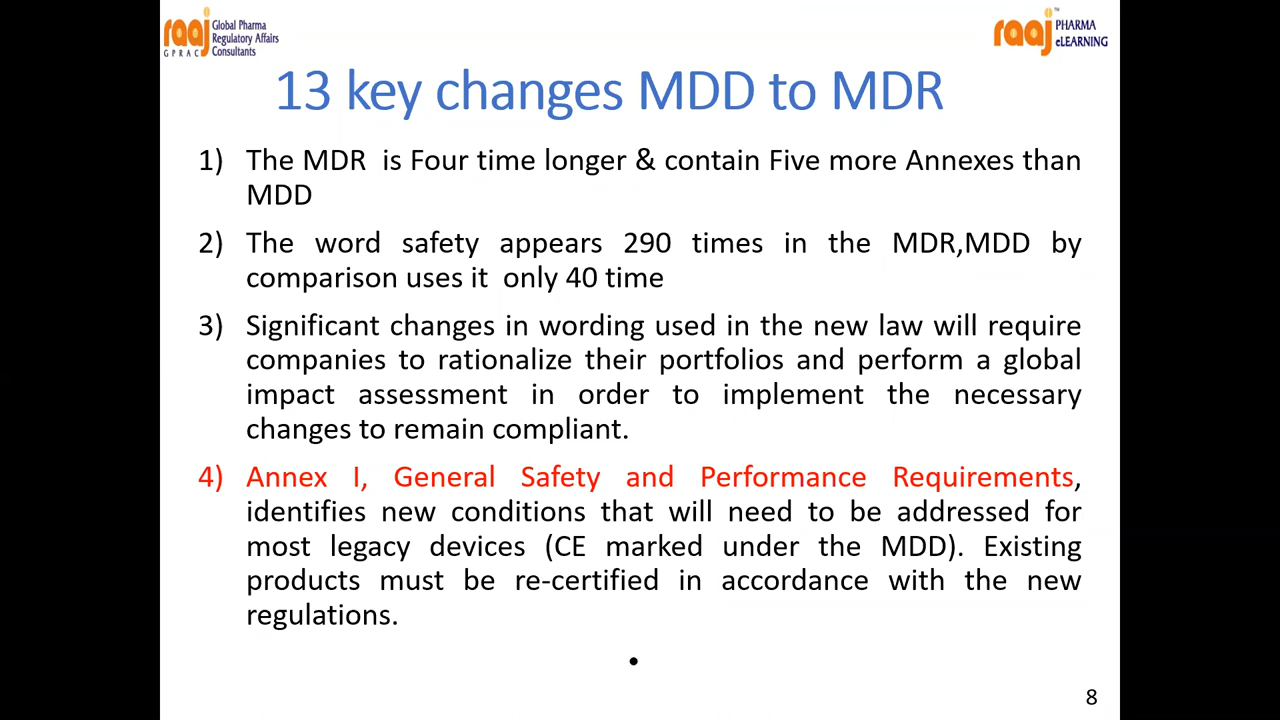 raaj Global Pharma
Regulatory Affairs
Consultants
GPRAC
raaj PHARMA
eLEARNING
™
13 key changes MDD to MDR
1) The MDR is Four time longer & contain Five more Annexes than
MDD
2) The word safety appears 290 times in the MDR,MDD by
comparison uses it only 40 time
3) Significant changes in wording used in the new law will require
companies to rationalize their portfolios and perform a global
impact assessment in order to implement the necessary
changes to remain compliant.
4) Annex I, General Safety and Performance Requirements,
identifies new conditions that will need to be addressed for
most legacy devices (CE marked under the MDD). Existing
products must be re-certified in accordance with the new
regulations.
•
8